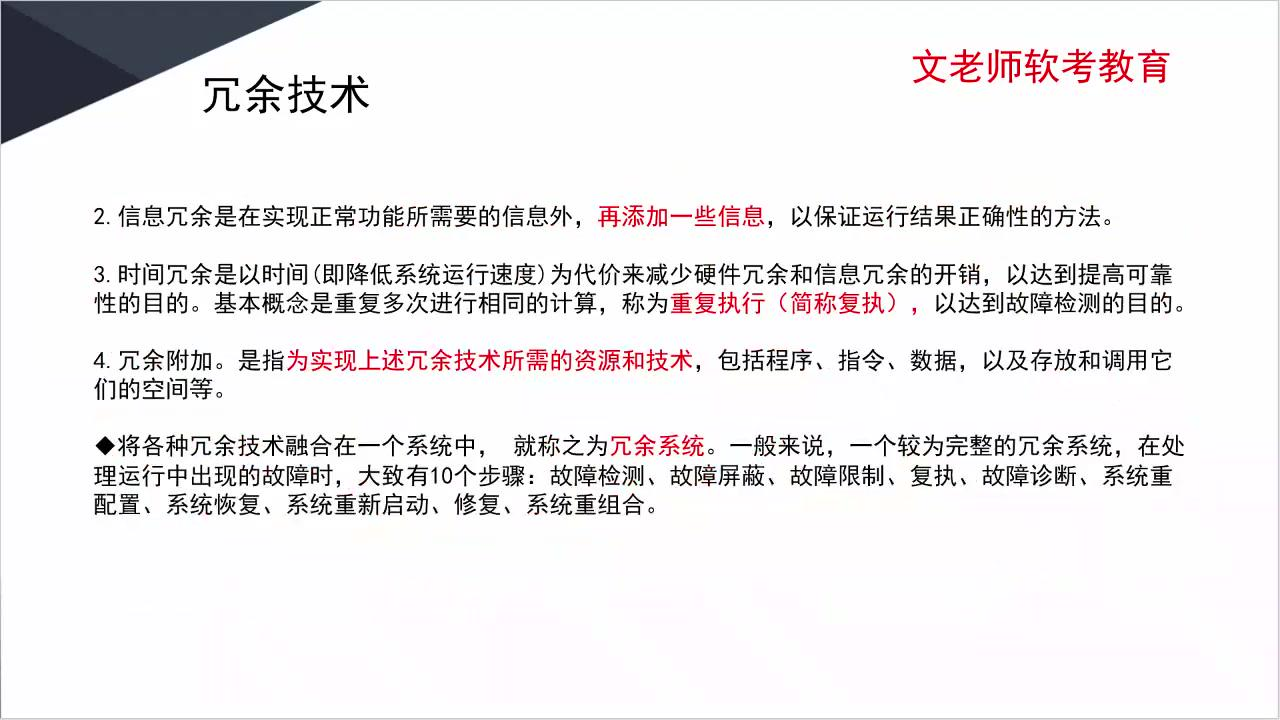 文老师软考教育
冗余技术
2.信息冗余是在实现正常功能所需要的信息外，再添加一些信息，以保证运行结果正确性的方法。
3.时间冗余是以时间(即降低系统运行速度)为代价来减少硬件冗余和信息冗余的开销，以达到提高可靠
性的目的。基本概念是重复多次进行相同的计算，称为重复执行（简称复执），以达到故障检测的目的。
4.冗余附加。是指为实现上述冗余技术所需的资源和技术，包括程序、指令、数据，以及存放和调用它
们的空间等。
◆将各种冗余技术融合在一个系统中， 就称之为冗余系统。一般来说，一个较为完整的冗余系统，在处
理运行中出现的故障时，大致有10个步骤：故障检测、故障屏蔽、故障限制、复执、故障诊断、系统重
配置、系统恢复、系统重新启动、修复、系统重组合。